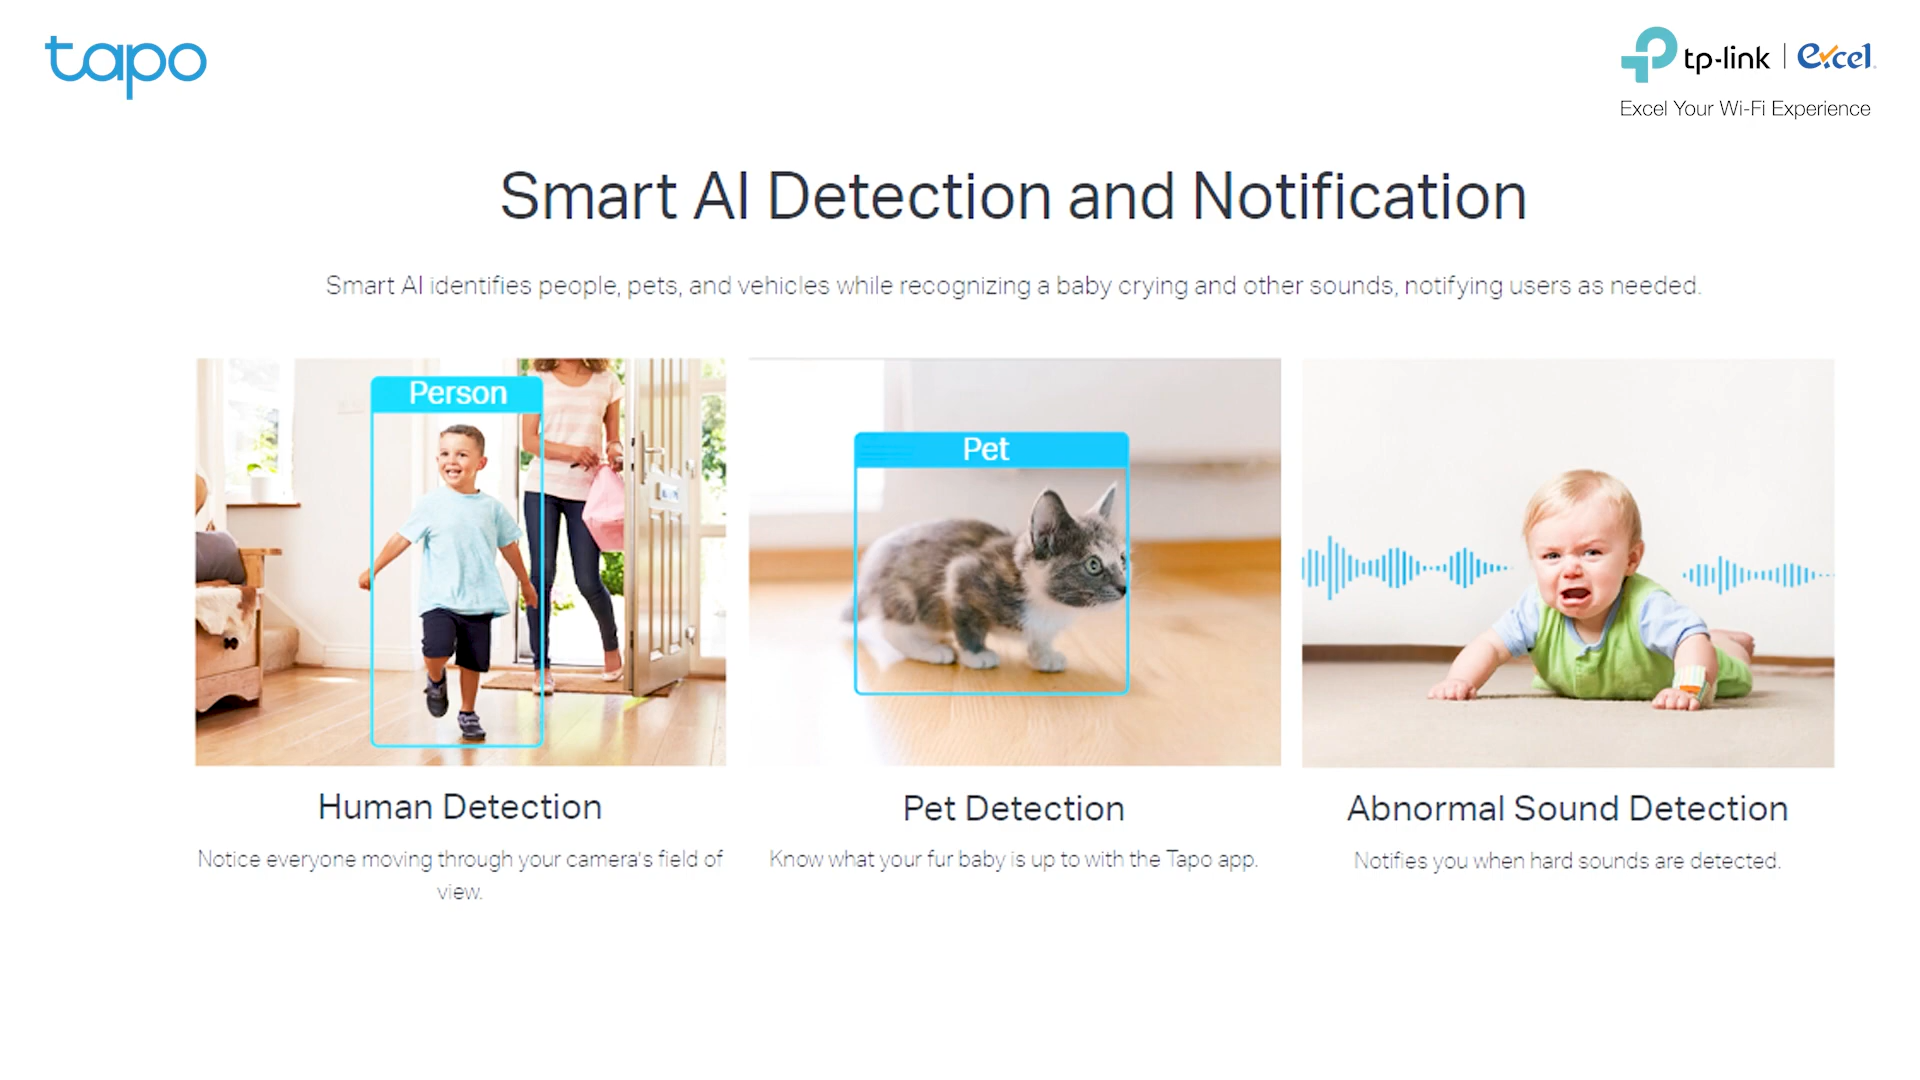 tapo
tp-link | excel
Excel Your Wi-Fi Experience
Smart AI Detection and Notification
Smart AI identifies people, pets, and vehicles while recognizing a baby crying and other sounds, notifying users as needed.
Person
Pet
Human Detection
Notice everyone moving through your camera's field of
view.
Pet Detection
Know what your fur baby is up to with the Tapo app.
Abnormal Sound Detection
Notifies you when hard sounds are detected.